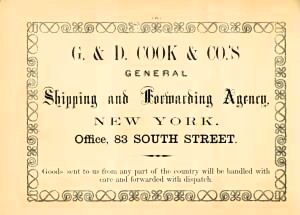 G. & D. COOK & CO.'S
GENERAL
Shipping and Forwarding Agency,
NEW YORK.
Office, 83 SOUTH STREET.
Goods sent to us from any part of the country will be handled with
care and forwarded with dispatch.